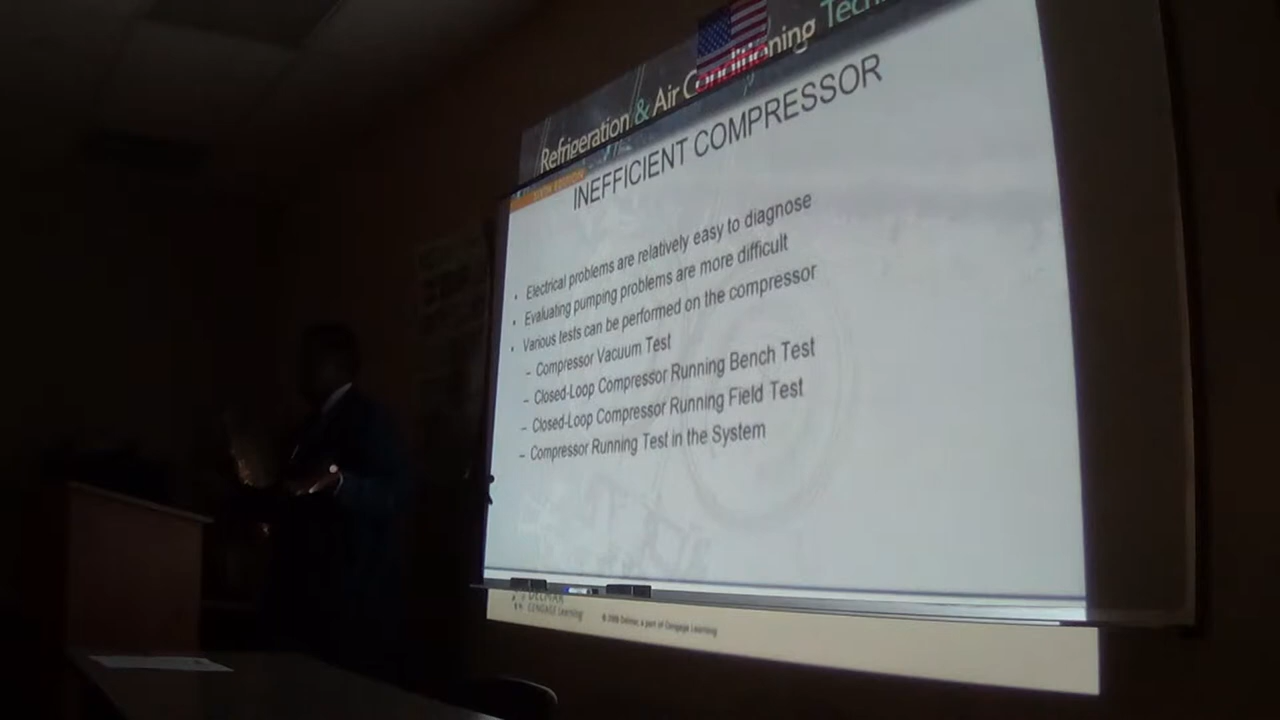 Refrigeration & Air Conditioning Tech
SIXTH EDITION
INEFFICIENT COMPRESSOR
• Electrical problems are relatively easy to diagnose
• Evaluating pumping problems are more difficult
• Various tests can be performed on the compressor
– Compressor Vacuum Test
– Closed-Loop Compressor Running Bench Test
– Closed-Loop Compressor Running Field Test
– Compressor Running Test in the System
DELMAR
CENGAGE Learning
© 2009 Delmar, a part of Cengage Learning